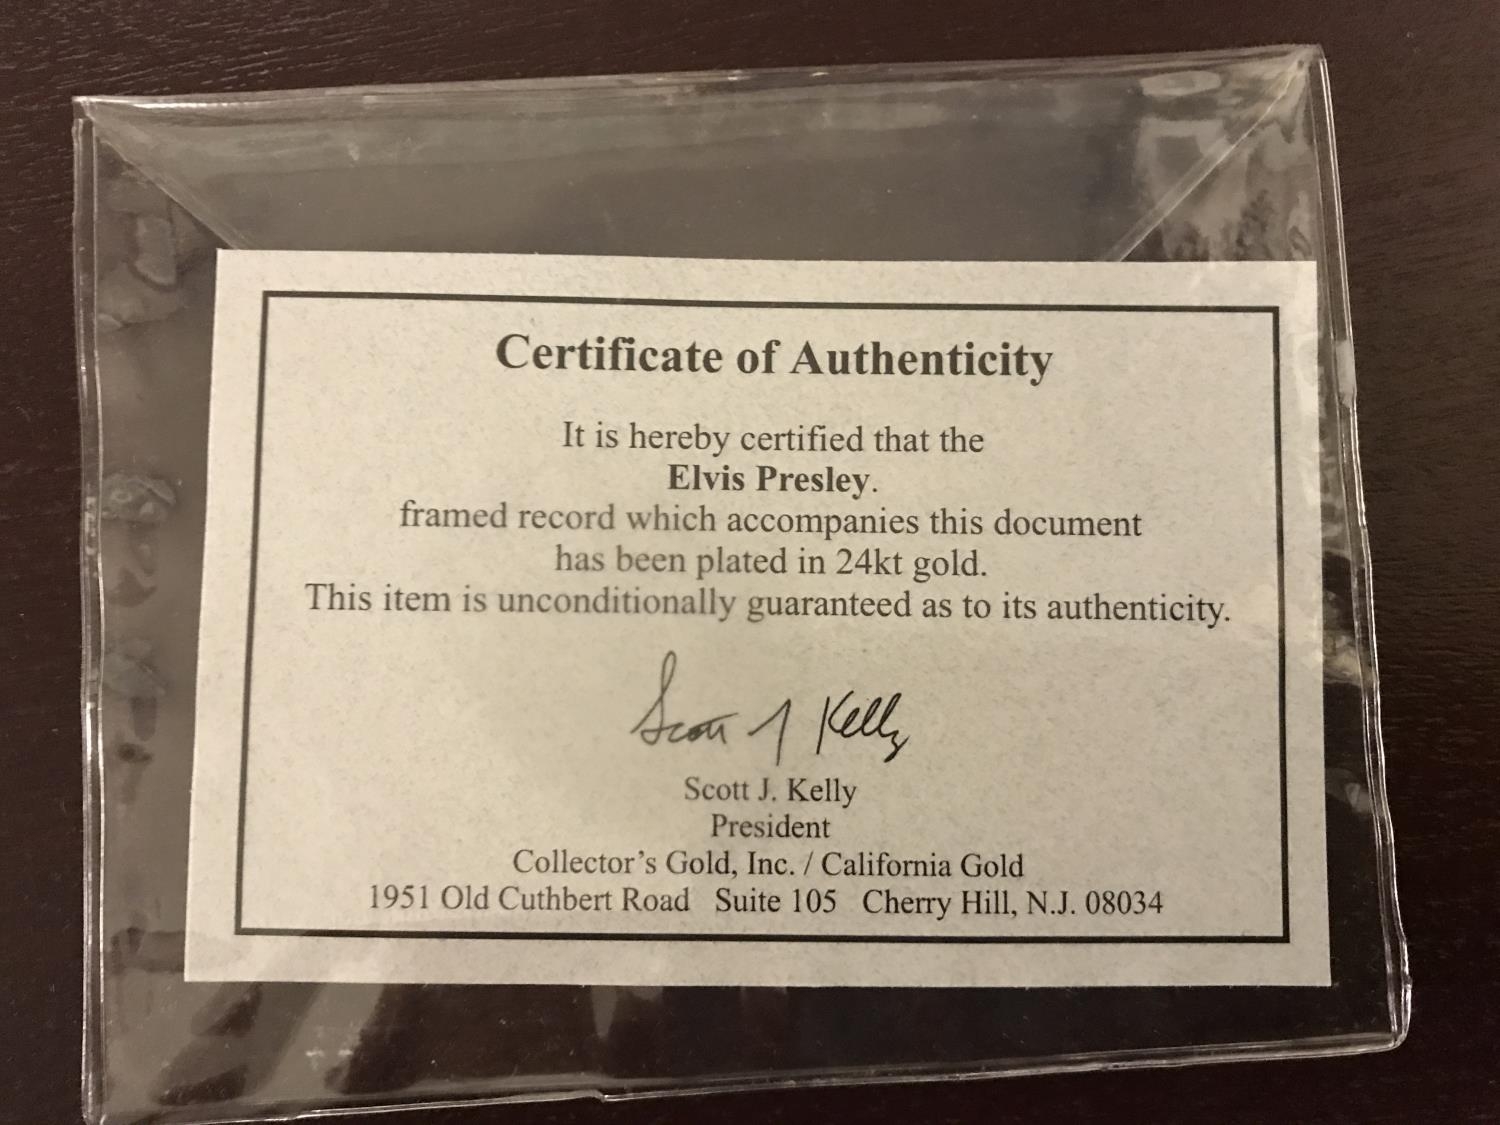 Certificate of Authenticity
It is hereby certified that the
Elvis Presley.
framed record which accompanies this document
has been plated in 24kt gold.
This item is unconditionally guaranteed as to its authenticity.
Scott J Kelly
Scott J. Kelly
President
Collector's Gold, Inc. / California Gold
1951 Old Cuthbert Road Suite 105 Cherry Hill, N.J. 08034